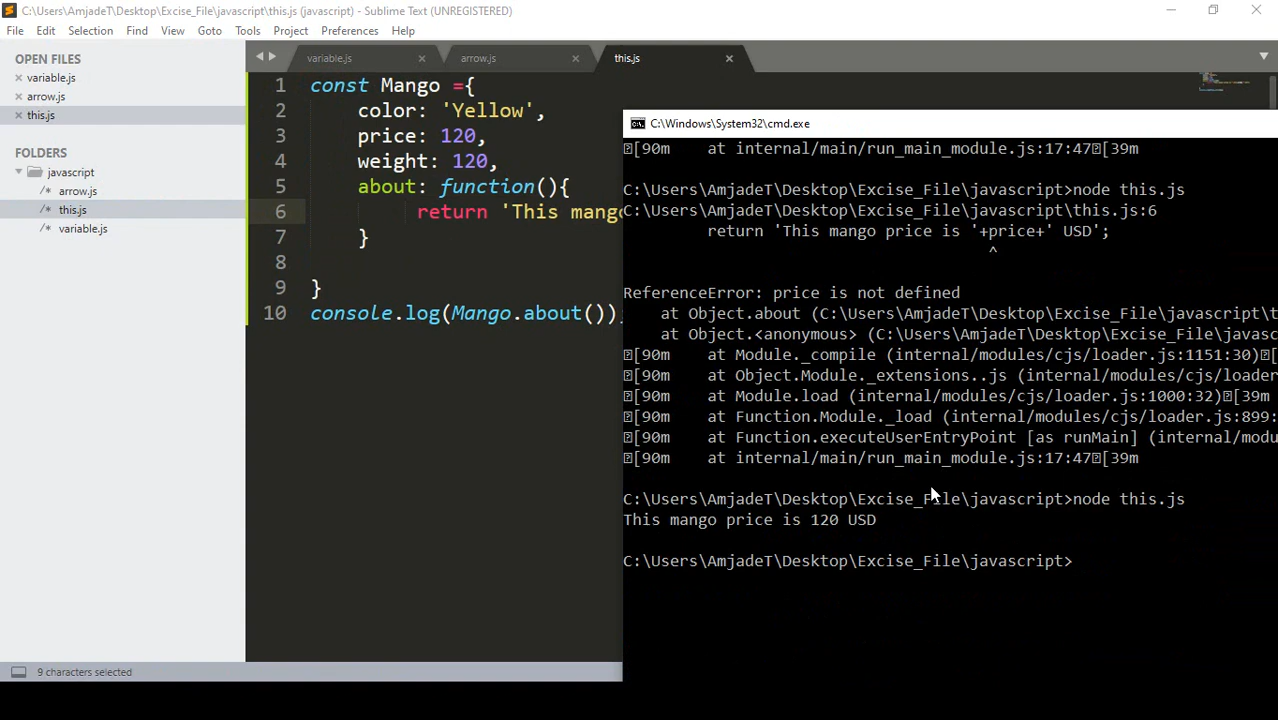 C:\Users\AmjadeT\Desktop\Excise_File\javascript\this.js (javascript) - Sublime Text (UNREGISTERED)
File Edit Selection Find View Goto Tools Project Preferences Help
OPEN FILES
variable.js
arrow.js
this.js
FOLDERS
javascript
/* arrow.js
/* this.js
/* variable.js
variable.js arrow.js this.js
1 const Mango ={
2 color: 'Yellow',
3 price: 120,
4 weight: 120,
5 about: function(){
6 return 'This mango
7 }
8
9 }
10 console.log(Mango.about());
9 characters selected
C:\Windows\System32\cmd.exe
[90m    at internal/main/run_main_module.js:17:47[39m
C:\Users\AmjadeT\Desktop\Excise_File\javascript>node this.js
C:\Users\AmjadeT\Desktop\Excise_File\javascript\this.js:6
return 'This mango price is '+price+' USD';
^
ReferenceError: price is not defined
at Object.about (C:\Users\AmjadeT\Desktop\Excise_File\javascript\t
at Object.<anonymous> (C:\Users\AmjadeT\Desktop\Excise_File\javasc
[90m    at Module._compile (internal/modules/cjs/loader.js:1151:30)[
[90m    at Object.Module._extensions..js (internal/modules/cjs/loader
[90m    at Module.load (internal/modules/cjs/loader.js:1000:32)[39m
[90m    at Function.Module._load (internal/modules/cjs/loader.js:899:
[90m    at Function.executeUserEntryPoint [as runMain] (internal/modu
[90m    at internal/main/run_main_module.js:17:47[39m
C:\Users\AmjadeT\Desktop\Excise_File\javascript>node this.js
This mango price is 120 USD
C:\Users\AmjadeT\Desktop\Excise_File\javascript>